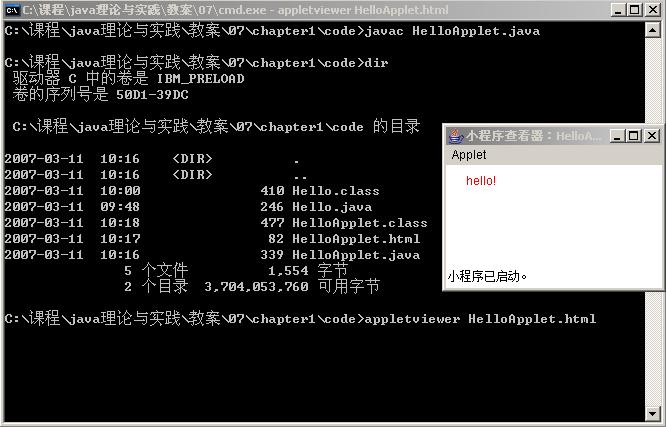 C:\课程\java理论与实践\教案\07\cmd.exe - appletviewer HelloApplet.html
C:\课程\java理论与实践\教案\07\chapter1\code>javac HelloApplet.java
C:\课程\java理论与实践\教案\07\chapter1\code>dir
驱动器 C 中的卷是 IBM_PRELOAD
卷的序列号是 50D1-39DC
C:\课程\java理论与实践\教案\07\chapter1\code 的目录
2007-03-11 10:16 <DIR> .
2007-03-11 10:16 <DIR> ..
2007-03-11 10:00 410 Hello.class
2007-03-11 09:48 246 Hello.java
2007-03-11 10:18 477 HelloApplet.class
2007-03-11 10:17 82 HelloApplet.html
2007-03-11 10:16 339 HelloApplet.java
5 个文件 1,554 字节
2 个目录 3,704,053,760 可用字节
C:\课程\java理论与实践\教案\07\chapter1\code>appletviewer HelloApplet.html
小程序查看器：HelloA...
Applet
hello!
小程序已启动。